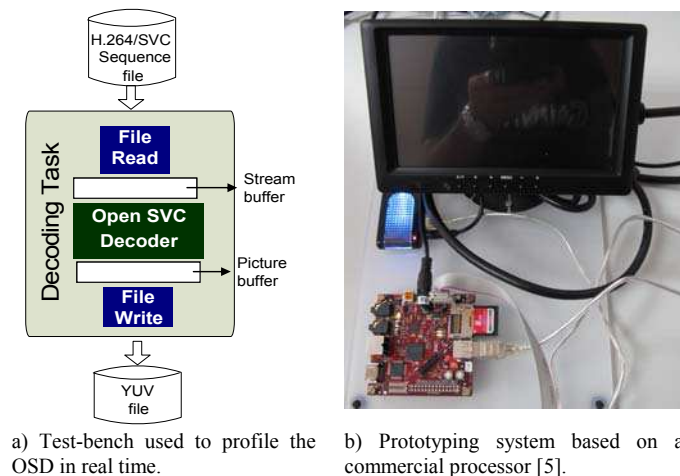 H.264/SVC
Sequence
file
Decoding Task
File
Read
Stream
buffer
Open SVC
Decoder
Picture
buffer
File
Write
YUV
file
a) Test-bench used to profile the
OSD in real time.
MENU
b) Prototyping system based on a
commercial processor [5].